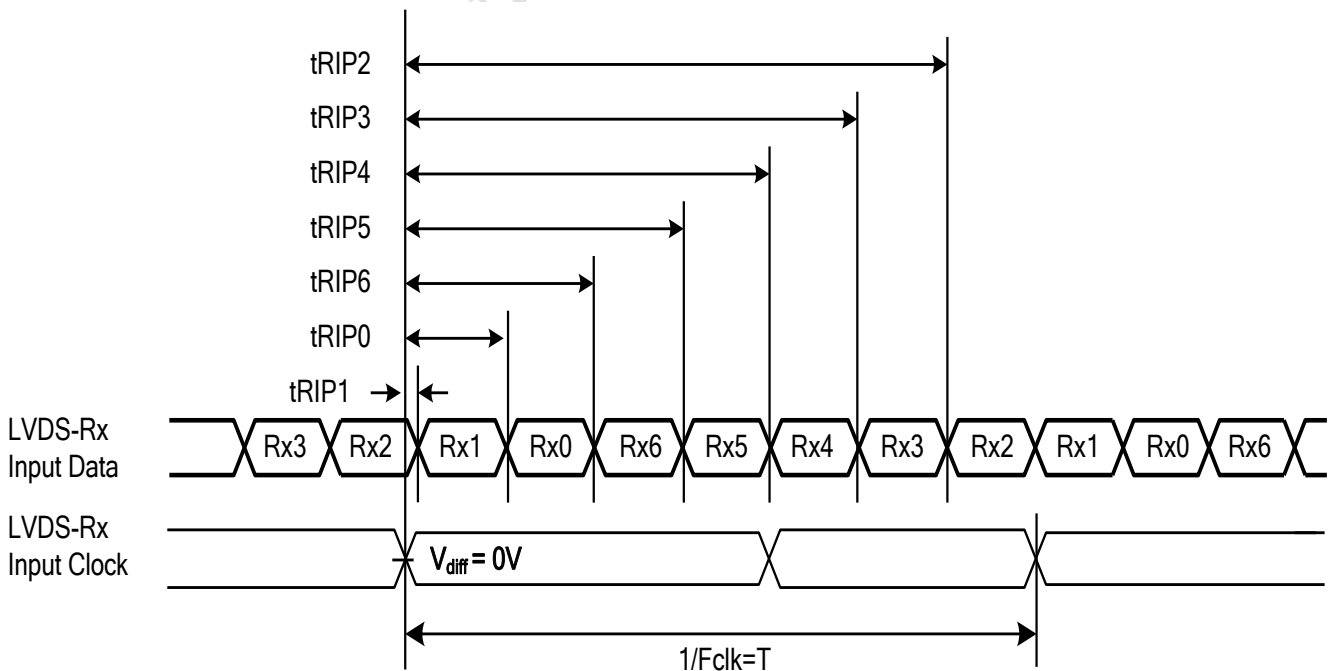 tRIP2
tRIP3
tRIP4
tRIP5
tRIP6
tRIP0
tRIP1
LVDS-Rx
Input Data
Rx3 Rx2 Rx1 Rx0 Rx6 Rx5 Rx4 Rx3 Rx2 Rx1 Rx0 Rx6
LVDS-Rx
Input Clock
Vdiff = 0V
1/Fclk=T